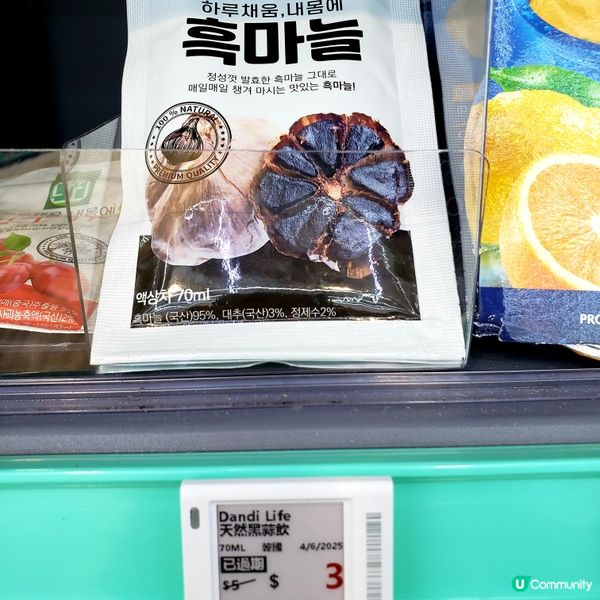 하루채움, 내몸에
흑마늘
정성껏 발효한 흑마늘 그대로
매일매일 챙겨 마시는 맛있는 흑마늘!
100% NATURAL
PREMIUM QUALITY
액상차 70ml
흑마늘 (국산)95%, 대추(국산)3%, 정제수2%
PRO
Dandi Life
天然黑蒜飲
70ML 韓國 4/6/2025
已過期
$5 $ 3
U Community